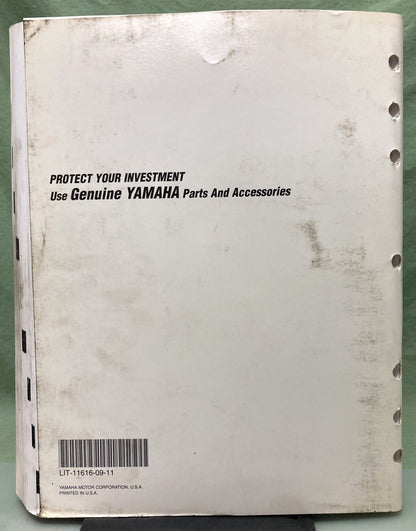 PROTECT YOUR INVESTMENT
Use Genuine YAMAHA Parts And Accessories
LIT-11616-09-11
YAMAHA MOTOR CORPORATION, U.S.A.
PRINTED IN U.S.A.